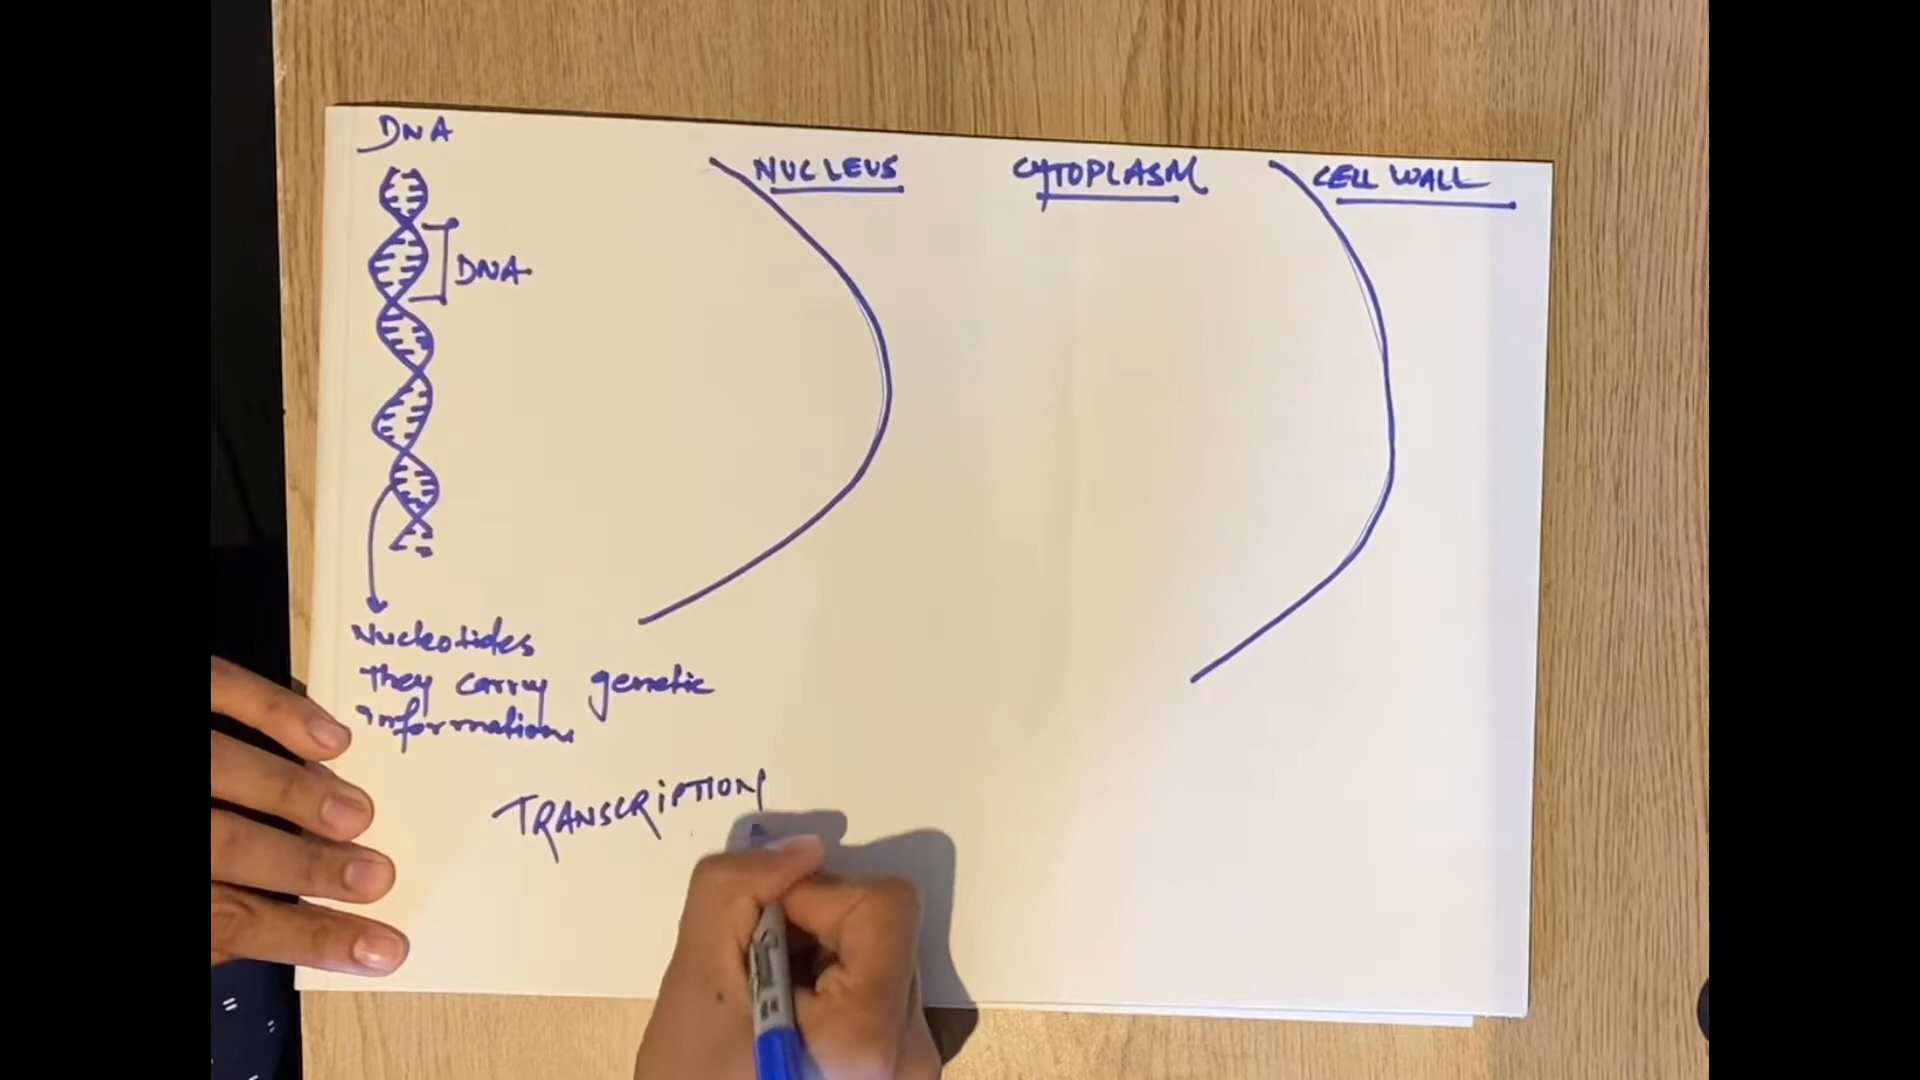 DNA
NUCLEUS
CYTOPLASM
CELL WALL
DNA
Nucleotides
They carry genetic
information
TRANSCRIPTION